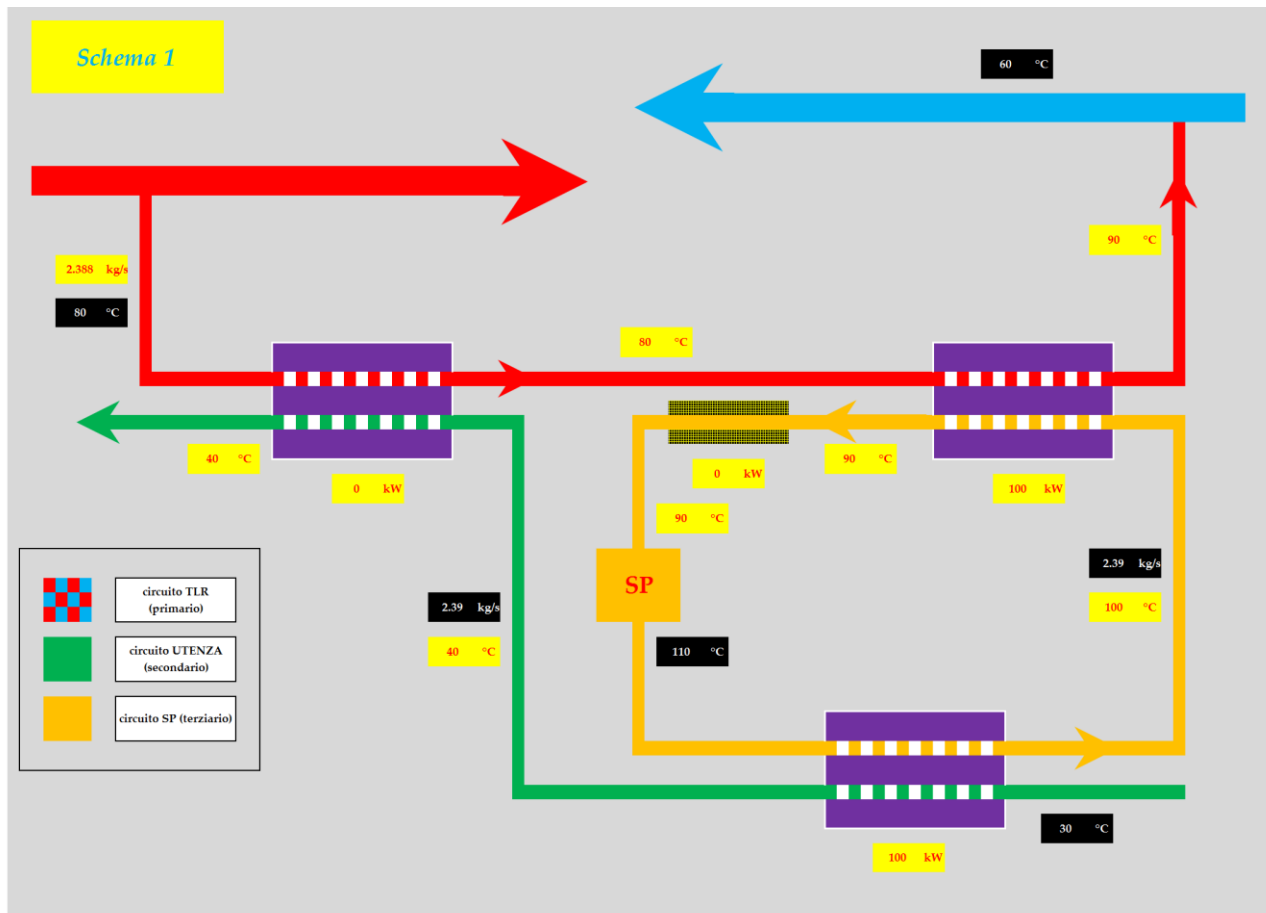 Schema 1
60 °C
90 °C
2.388 kg/s
80 °C
80 °C
40 °C
0 kW
0 kW
90 °C
100 kW
90 °C
SP
2.39 kg/s
100 °C
2.39 kg/s
40 °C
110 °C
circuito TLR
(primario)
circuito UTENZA
(secondario)
circuito SP (terziario)
30 °C
100 kW